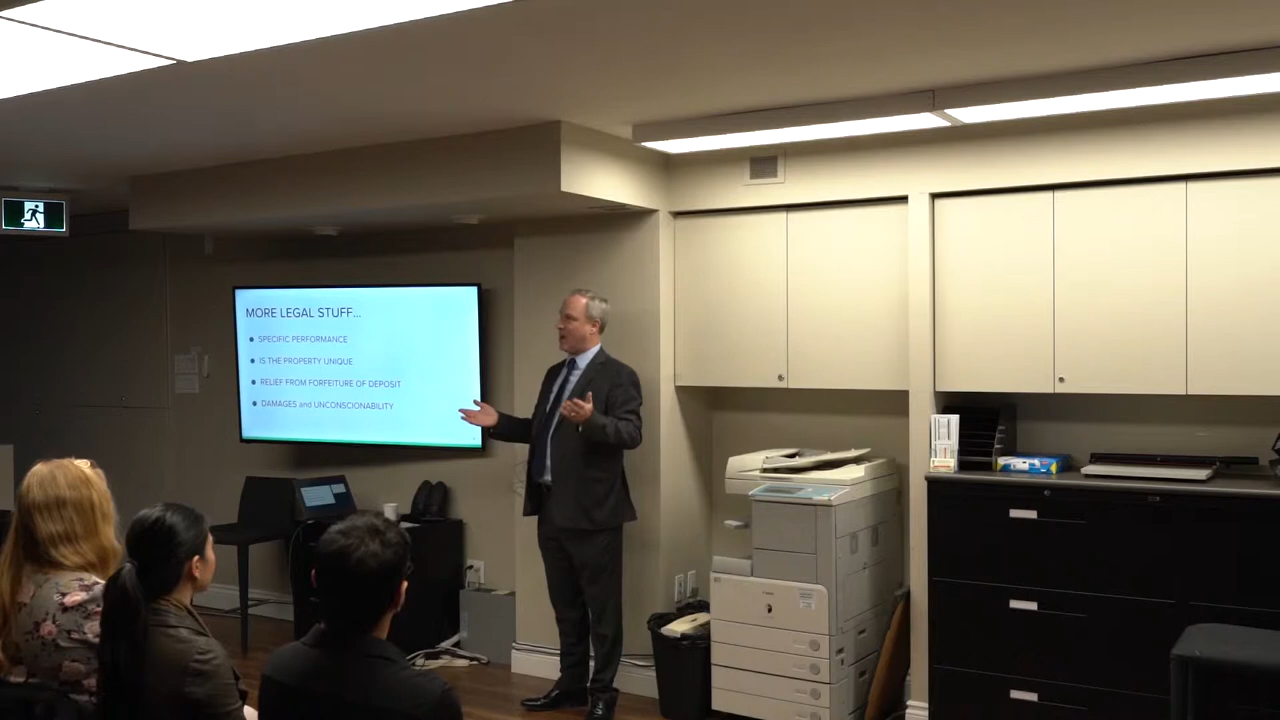 MORE LEGAL STUFF...
SPECIFIC PERFORMANCE
IS THE PROPERTY UNIQUE
RELIEF FROM FORFEITURE OF DEPOSIT
DAMAGES and UNCONSCIONABILITY